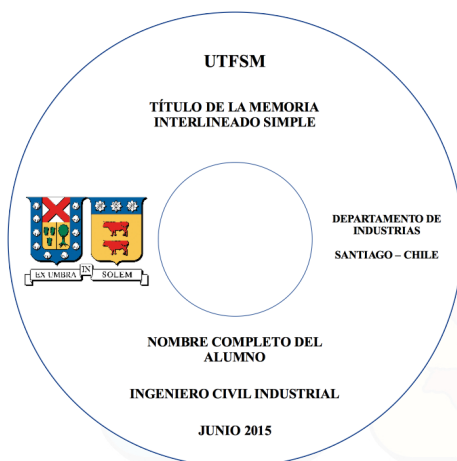 UTFSM
TÍTULO DE LA MEMORIA
INTERLINEADO SIMPLE
EX UMBRA IN SOLEM
DEPARTAMENTO DE
INDUSTRIAS
SANTIAGO – CHILE
NOMBRE COMPLETO DEL
ALUMNO
INGENIERO CIVIL INDUSTRIAL
JUNIO 2015